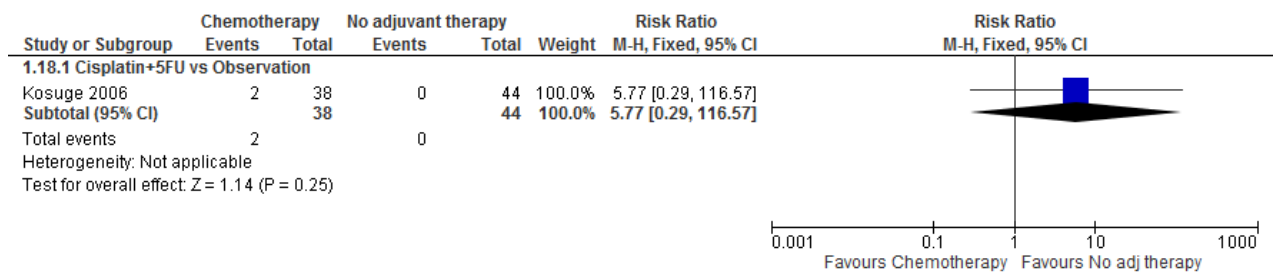 Chemotherapy No adjuvant therapy Risk Ratio Risk Ratio
Study or Subgroup Events Total Events Total Weight M-H, Fixed, 95% CI M-H, Fixed, 95% CI
1.18.1 Cisplatin+5FU vs Observation
Kosuge 2006 2 38 0 44 100.0% 5.77 [0.29, 116.57]
Subtotal (95% CI) 38 44 100.0% 5.77 [0.29, 116.57]
Total events 2 0
Heterogeneity: Not applicable
Test for overall effect: Z = 1.14 (P = 0.25)
0.001 0.1 1 10 1000
Favours Chemotherapy Favours No adj therapy